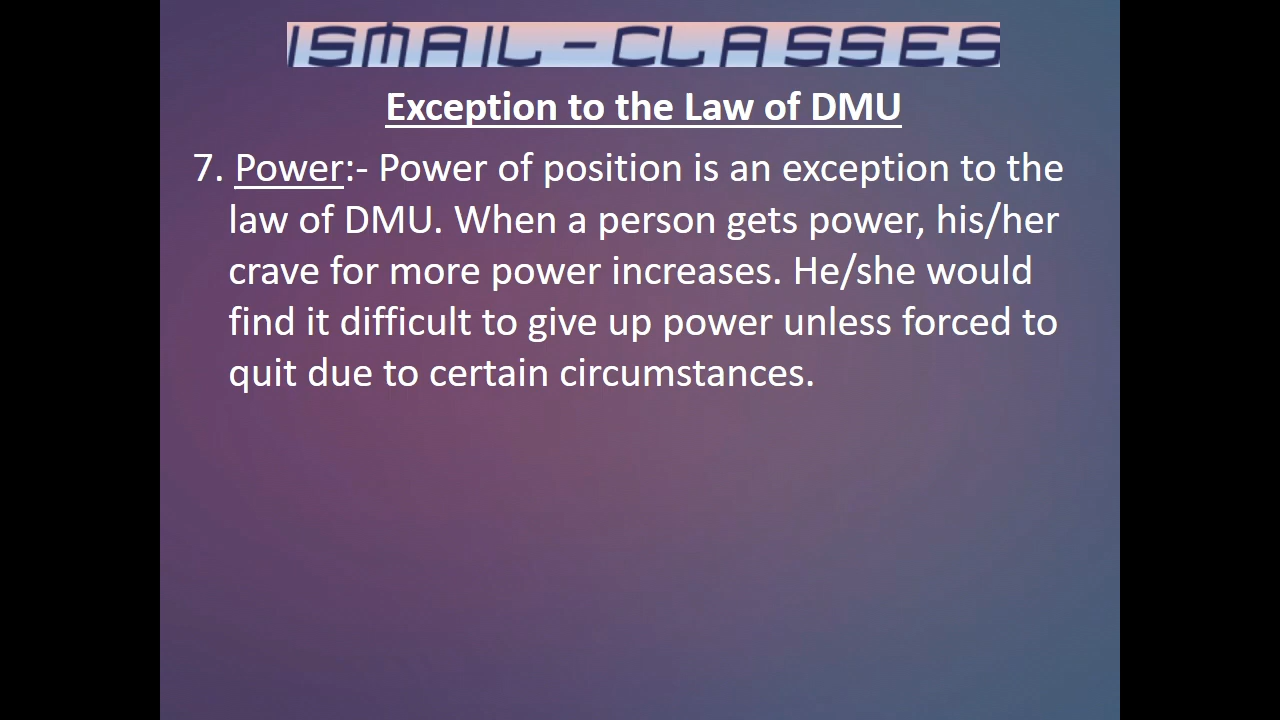 ISMAIL - CLASSES
Exception to the Law of DMU
7. Power:- Power of position is an exception to the
law of DMU. When a person gets power, his/her
crave for more power increases. He/she would
find it difficult to give up power unless forced to
quit due to certain circumstances.